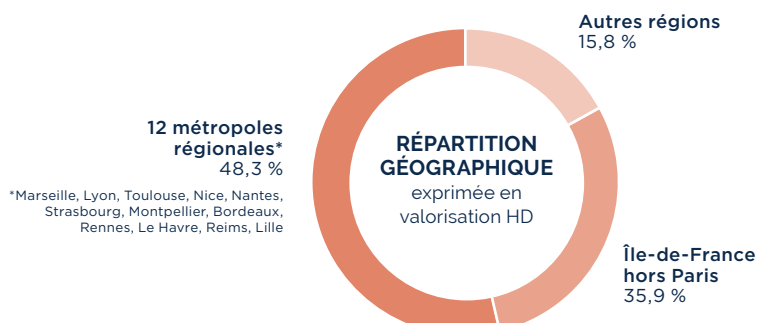 Autres régions
15,8 %
12 métropoles
régionales*
48,3 %
*Marseille, Lyon, Toulouse, Nice, Nantes,
Strasbourg, Montpellier, Bordeaux,
Rennes, Le Havre, Reims, Lille
RÉPARTITION
GÉOGRAPHIQUE
exprimée en
valorisation HD
Île-de-France
hors Paris
35,9 %